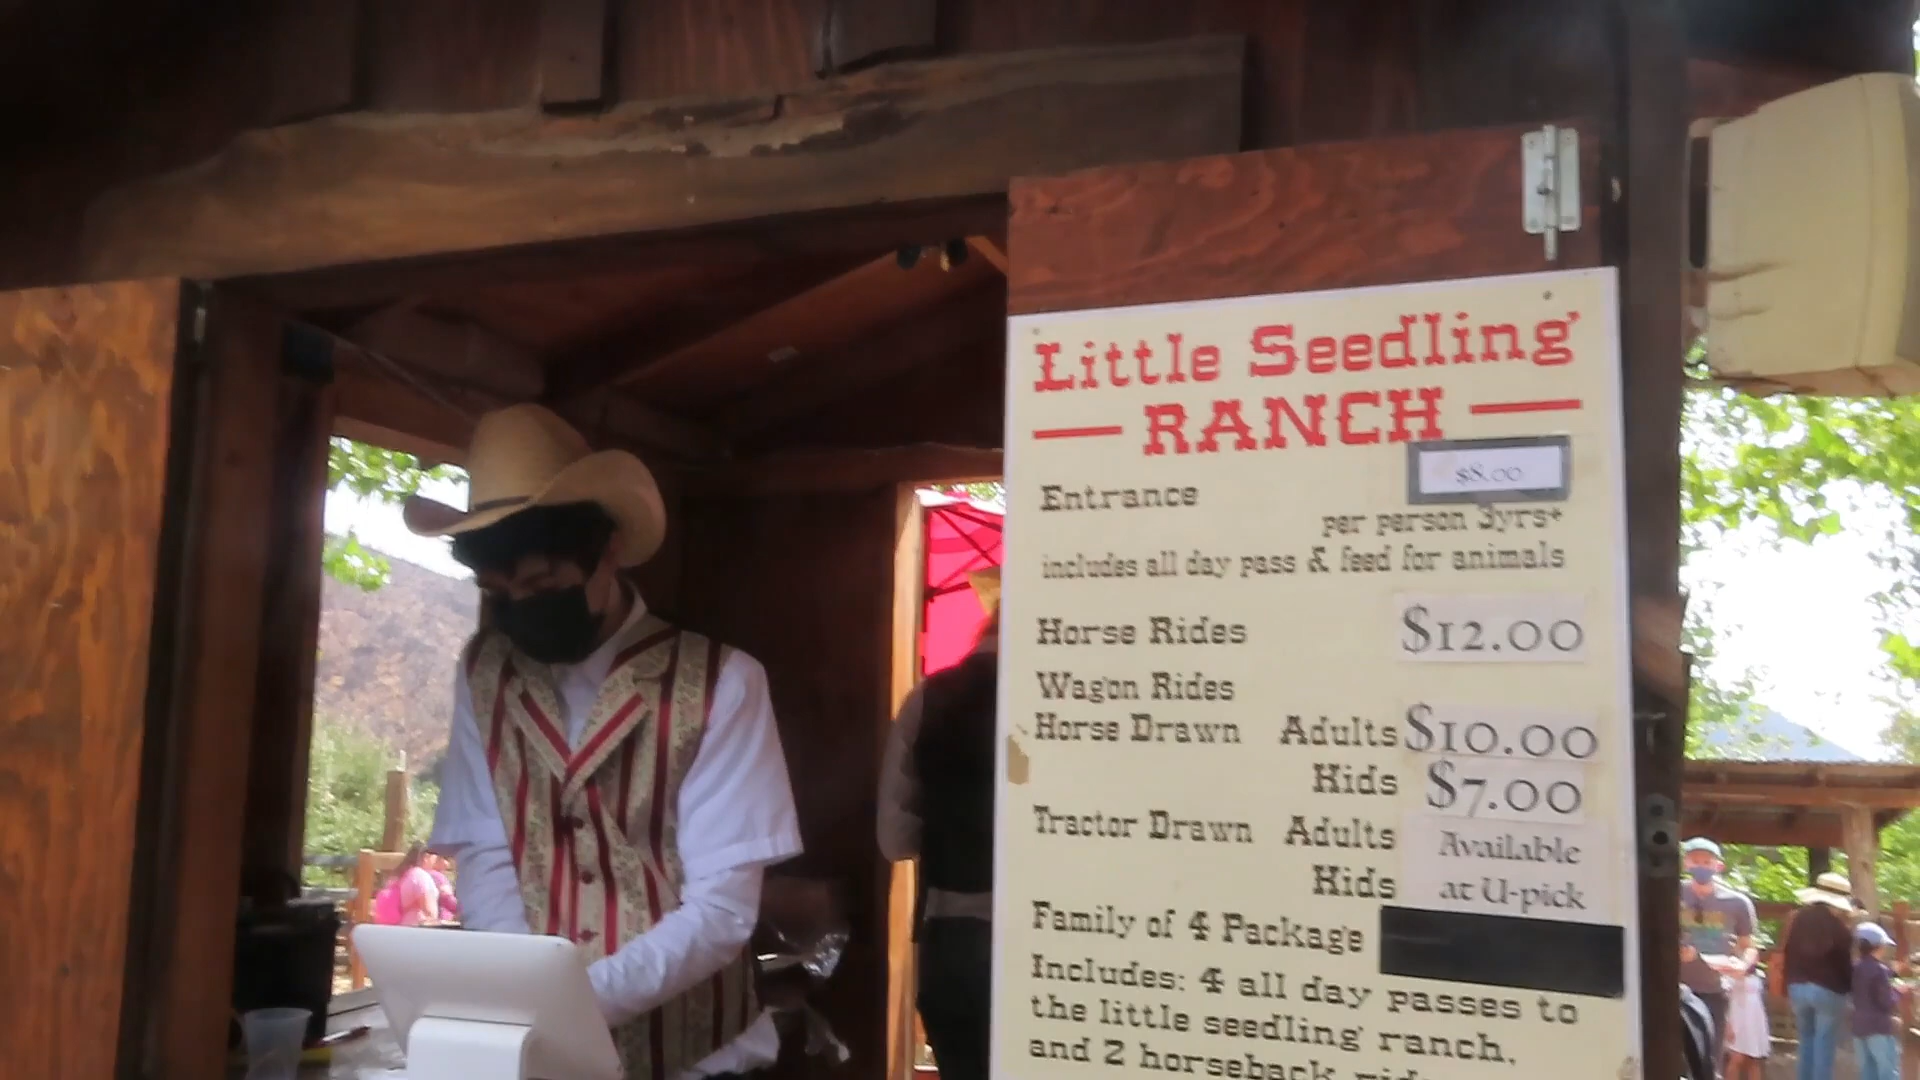 Little Seedling
RANCH
Entrance $8.00
per person 3yrs+
includes all day pass & feed for animals
Horse Rides $12.00
Wagon Rides
Horse Drawn Adults $10.00
Kids $7.00
Tractor Drawn Adults Available
Kids at U-pick
Family of 4 Package
Includes: 4 all day passes to
the little seedling ranch,
and 2 horseback